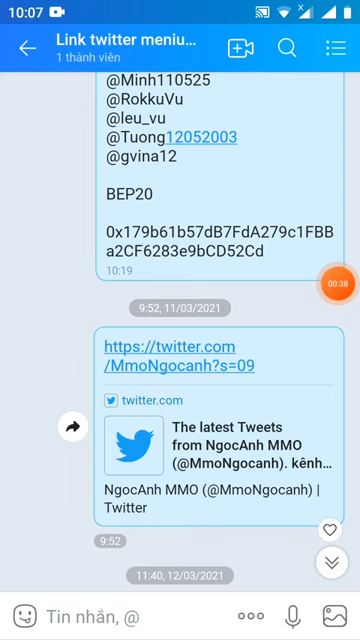 10:07
Link twitter meniu...
1 thành viên
@Minh110525
@RokkuVu
@leu_vu
@Tuong12052003
@gvina12
BEP20
0x179b61b57dB7FdA279c1FBB
a2CF6283e9bCD52Cd
10:19
00:38
9:52, 11/03/2021
https://twitter.com
/MmoNgocanh?s=09
twitter.com
The latest Tweets
from NgocAnh MMO
(@MmoNgocanh). kênh...
NgocAnh MMO (@MmoNgocanh) |
Twitter
9:52
11:40, 12/03/2021
Tin nhắn, @